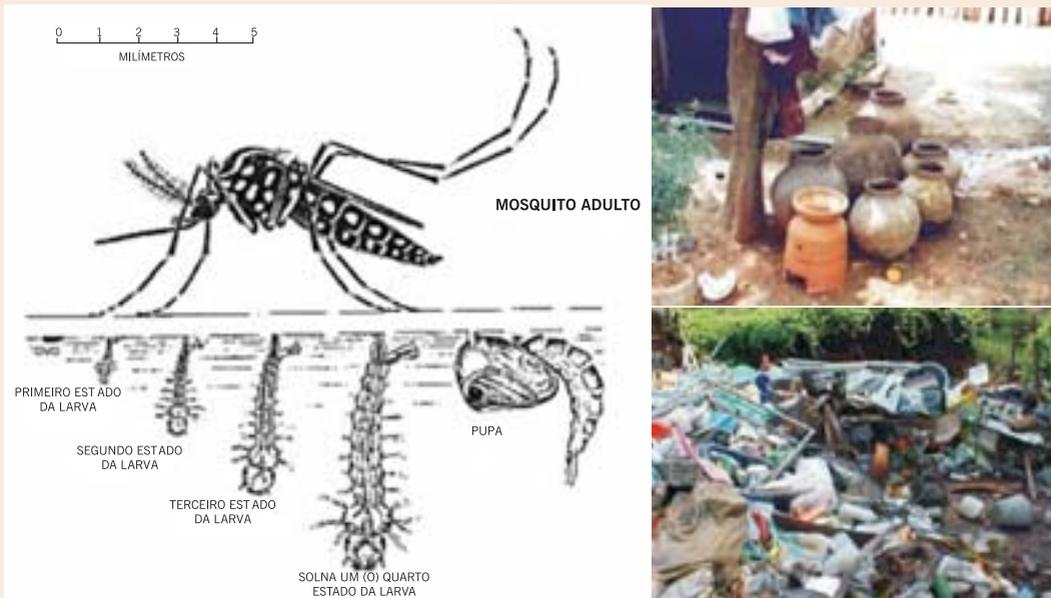 0 1 2 3 4 5
MILÍMETROS
MOSQUITO ADULTO
OVO
PRIMEIRO ESTADO
DA LARVA
SEGUNDO ESTADO
DA LARVA
TERCEIRO ESTADO
DA LARVA
SOLNA UM (O) QUARTO
ESTADO DA LARVA
PUPA